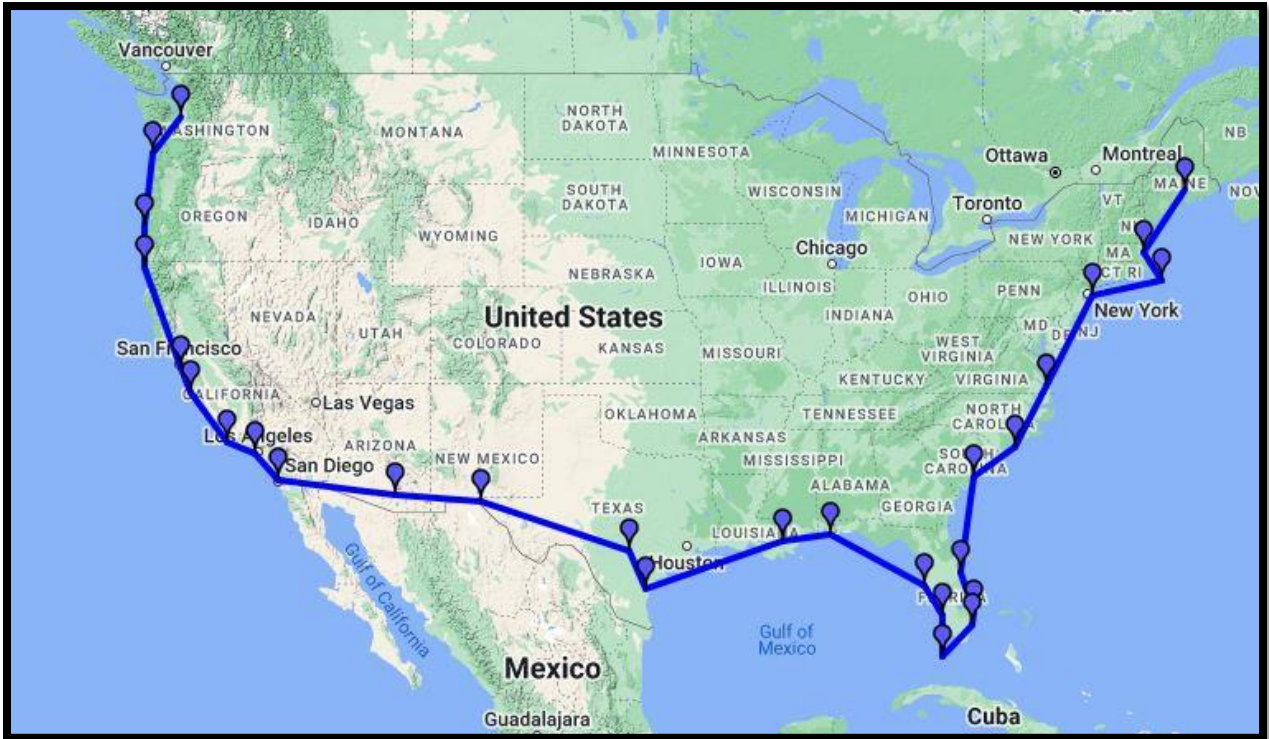 Vancouver
WASHINGTON
MONTANA
NORTH
DAKOTA
MINNESOTA
Ottawa
Montreal
NB
MAINE
NOV
VT
OREGON
IDAHO
SOUTH
DAKOTA
WISCONSIN
MICHIGAN
Toronto
WYOMING
NEW YORK
MA
CT RI
Chicago
IOWA
NEBRASKA
ILLINOIS
OHIO
PENN
INDIANA
New York
NEVADA
United States
UTAH
COLORADO
KANSAS
MISSOURI
WEST
VIRGINIA
MD
DE
NJ
San Francisco
CALIFORNIA
Las Vegas
KENTUCKY
VIRGINIA
OKLAHOMA
TENNESSEE
NORTH
CAROLINA
Los Angeles
ARIZONA
NEW MEXICO
ARKANSAS
MISSISSIPPI
SOUTH
CAROLINA
San Diego
ALABAMA
GEORGIA
TEXAS
LOUISIANA
Houston
FLORIDA
Gulf of California
Gulf of
Mexico
Mexico
Guadalajara
Cuba